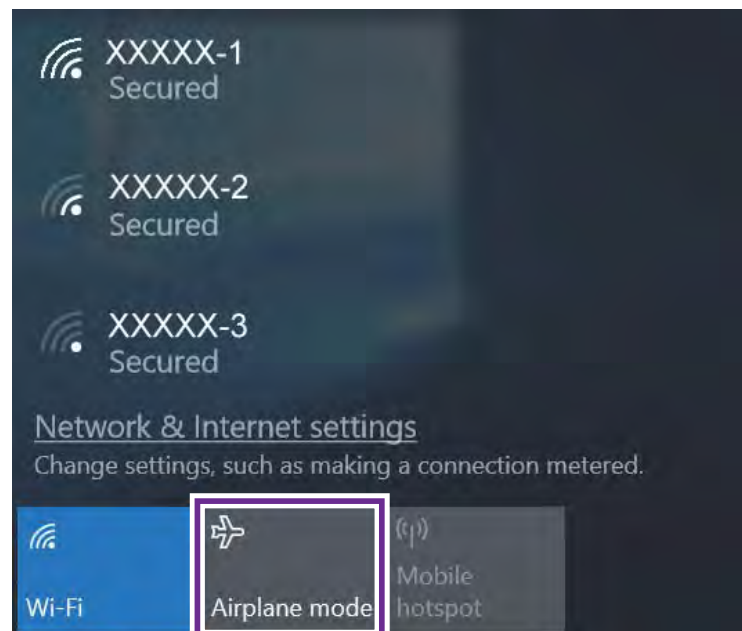 XXXXX-1
Secured
XXXXX-2
Secured
XXXXX-3
Secured
Network & Internet settings
Change settings, such as making a connection metered.
Wi-Fi
Airplane mode
Mobile
hotspot